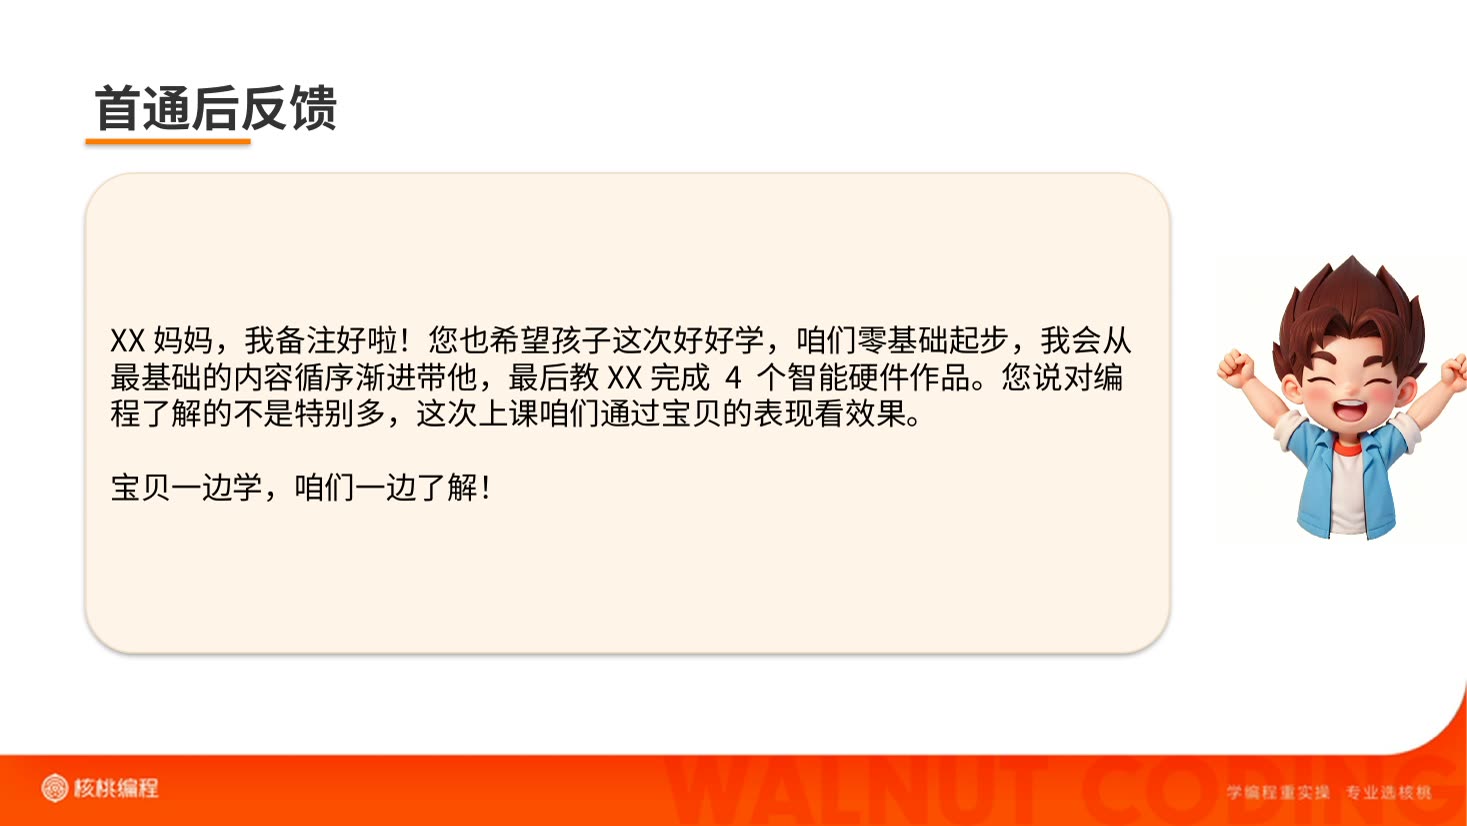 首通后反馈
XX 妈妈，我备注好啦！您也希望孩子这次好好学，咱们零基础起步，我会从
最基础的内容循序渐进带他，最后教 XX 完成 4 个智能硬件作品。您说对编
程了解的不是特别多，这次上课咱们通过宝贝的表现看效果。
宝贝一边学，咱们一边了解！
核桃编程
WALNUT CODING
学编程重实操 专业选核桃